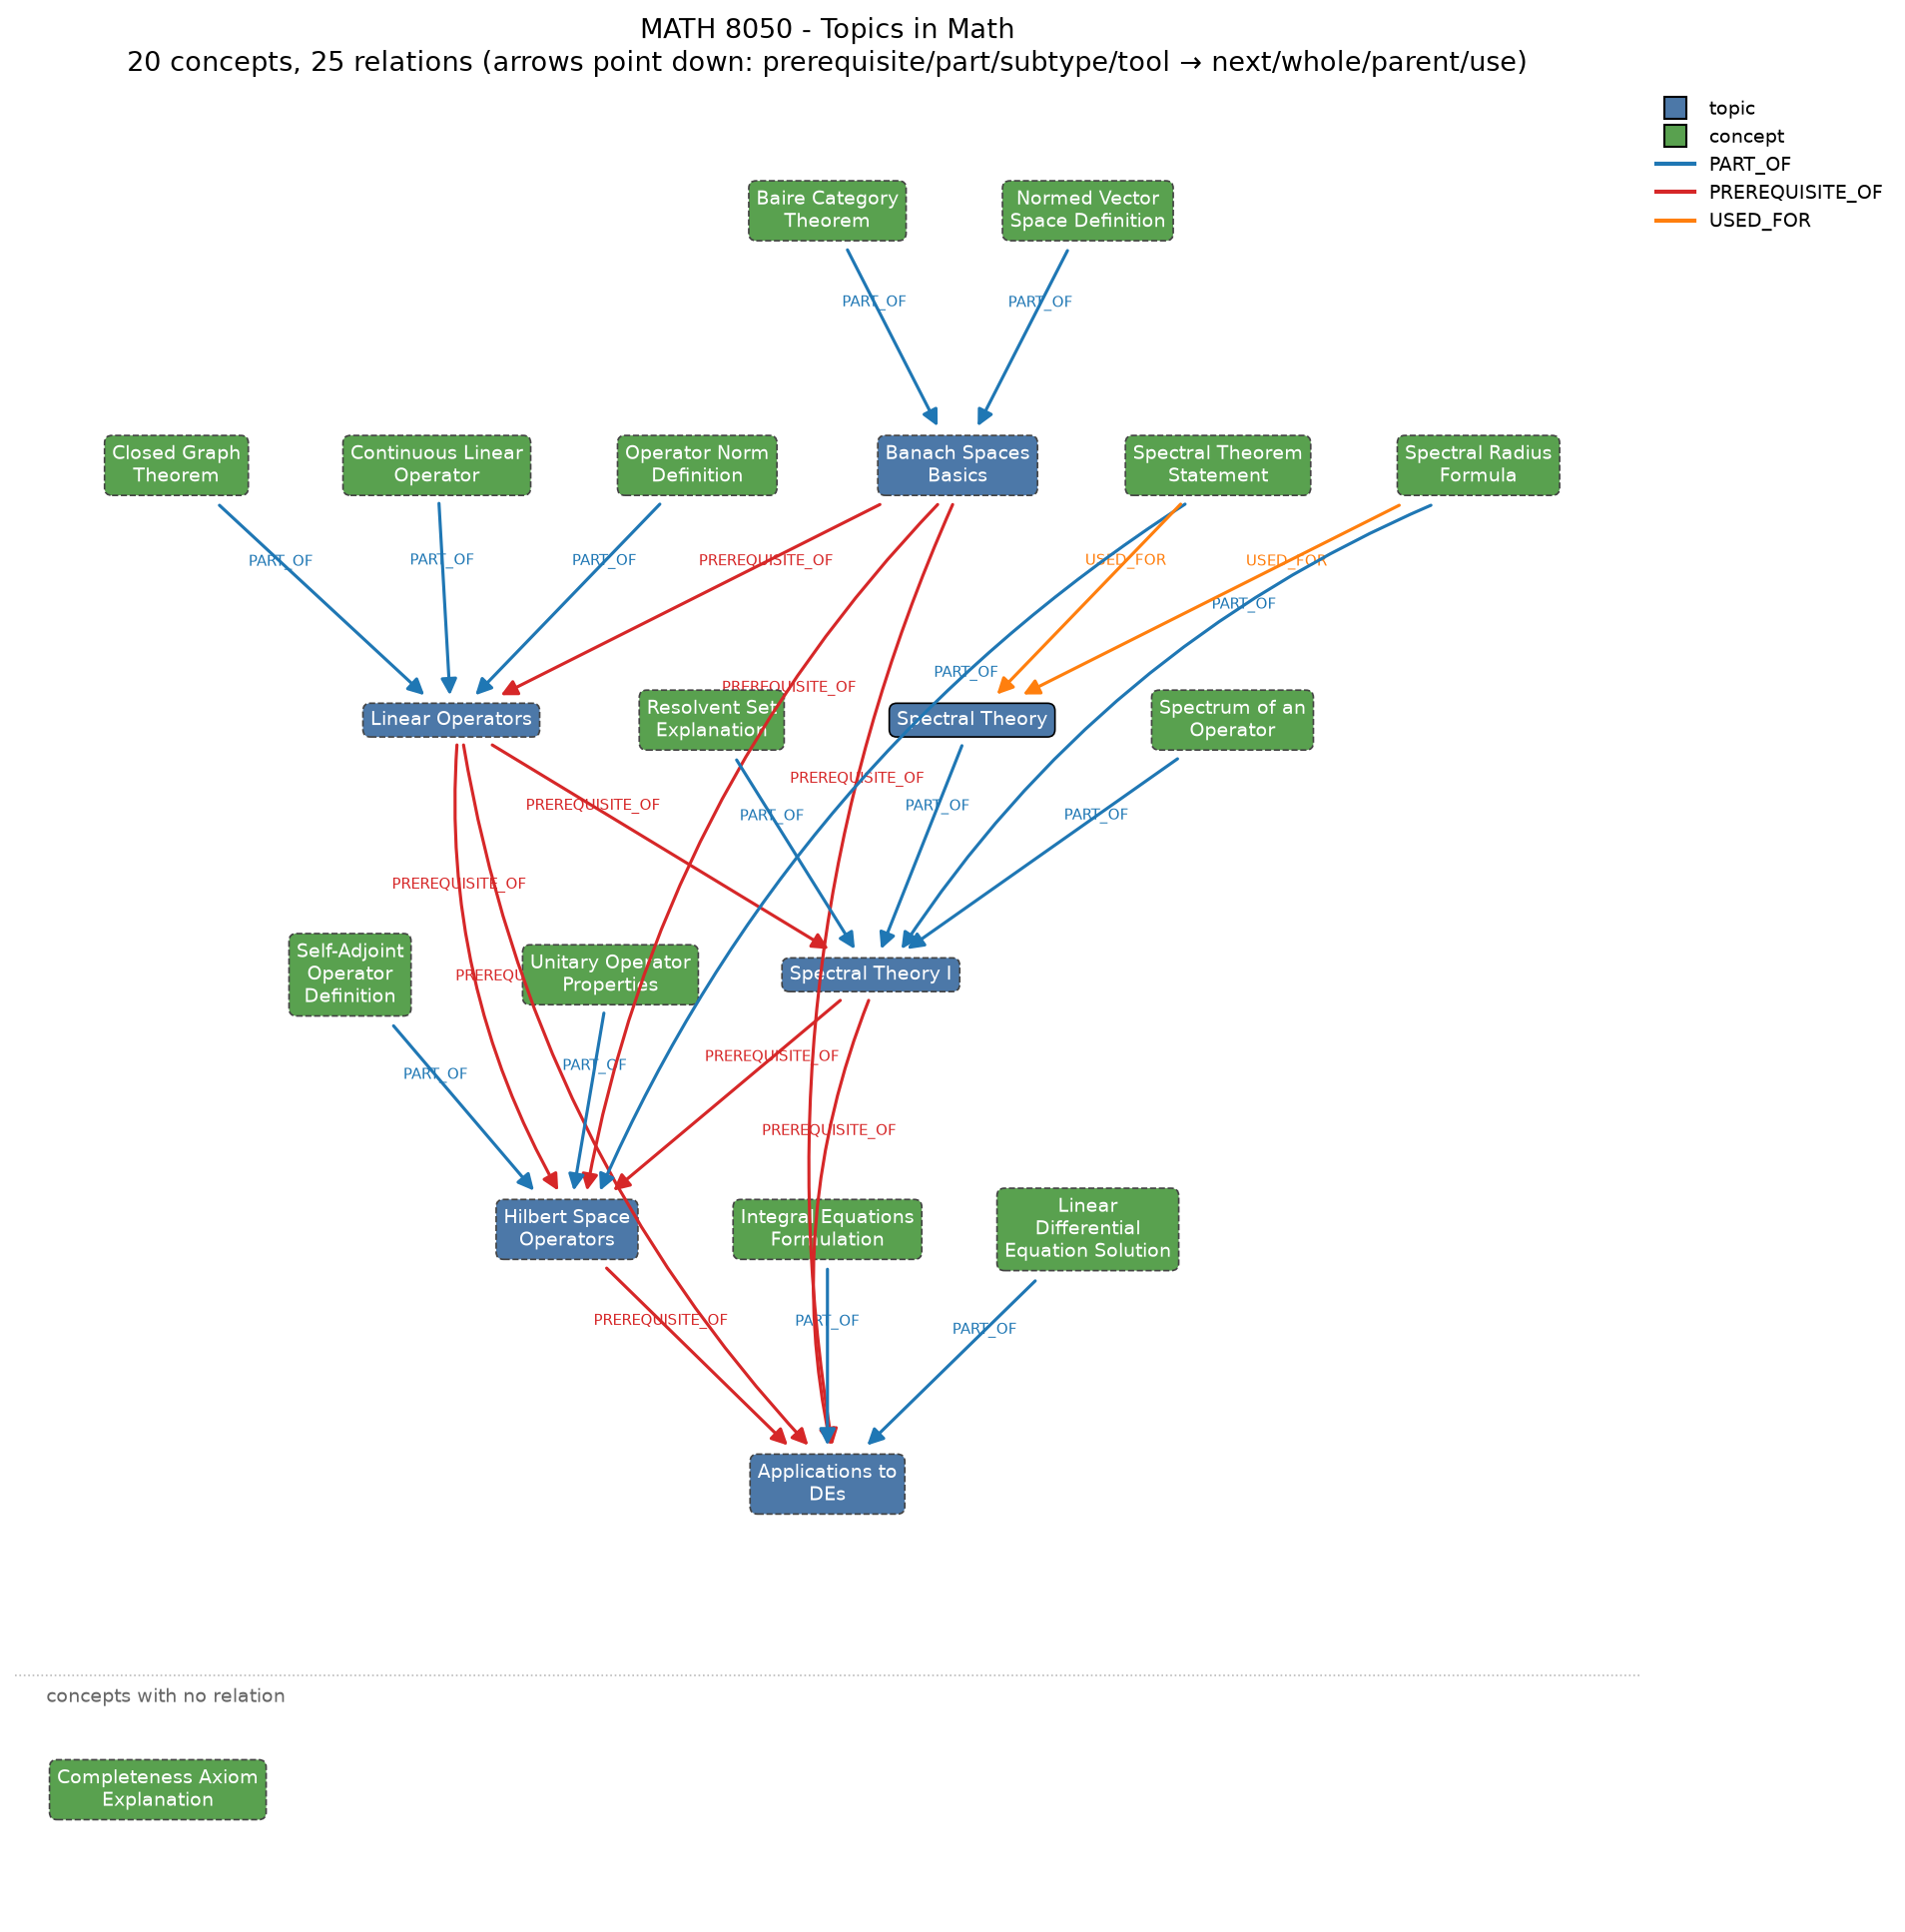 MATH 8050 - Topics in Math
20 concepts, 25 relations (arrows point down: prerequisite/part/subtype/tool → next/whole/parent/use)
topic
concept
PART_OF
PREREQUISITE_OF
USED_FOR
Baire Category
Theorem
Normed Vector
Space Definition
PART_OF
PART_OF
Closed Graph
Theorem
Continuous Linear
Operator
Operator Norm
Definition
Banach Spaces
Basics
Spectral Theorem
Statement
Spectral Radius
Formula
PART_OF
PART_OF
PART_OF
PREREQUISITE_OF
USED_FOR
USED_FOR
PART_OF
PART_OF
PREREQUISITE_OF
Linear Operators
Resolvent Set
Explanation
Spectral Theory
Spectrum of an
Operator
PREREQUISITE_OF
PREREQUISITE_OF
PART_OF
PART_OF
PART_OF
PREREQUISITE_OF
Self-Adjoint
Operator
Definition
PREREQU
Unitary Operator
Properties
Spectral Theory I
PART_OF
PART_OF
PREREQUISITE_OF
PREREQUISITE_OF
Hilbert Space
Operators
Integral Equations
Formulation
Linear
Differential
Equation Solution
PREREQUISITE_OF
PART_OF
PART_OF
Applications to
DEs
concepts with no relation
Completeness Axiom
Explanation